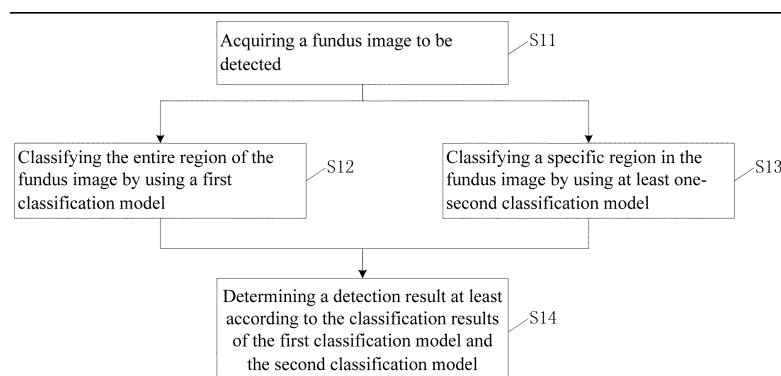 Acquiring a fundus image to be
detected
S11
Classifying the entire region of the
fundus image by using a first
classification model
S12
Classifying a specific region in the
fundus image by using at least one-
second classification model
S13
Determining a detection result at least
according to the classification results
of the first classification model and
the second classification model
S14